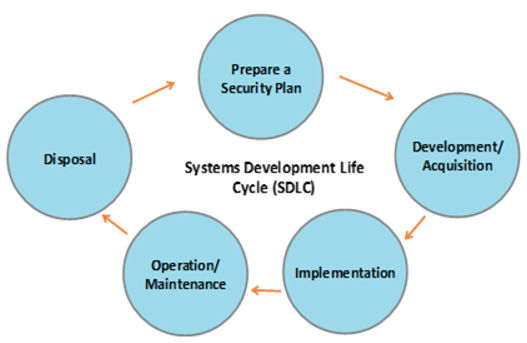 Prepare a
Security Plan
Development/
Acquisition
Disposal
Systems Development Life
Cycle (SDLC)
Operation/
Maintenance
Implementation